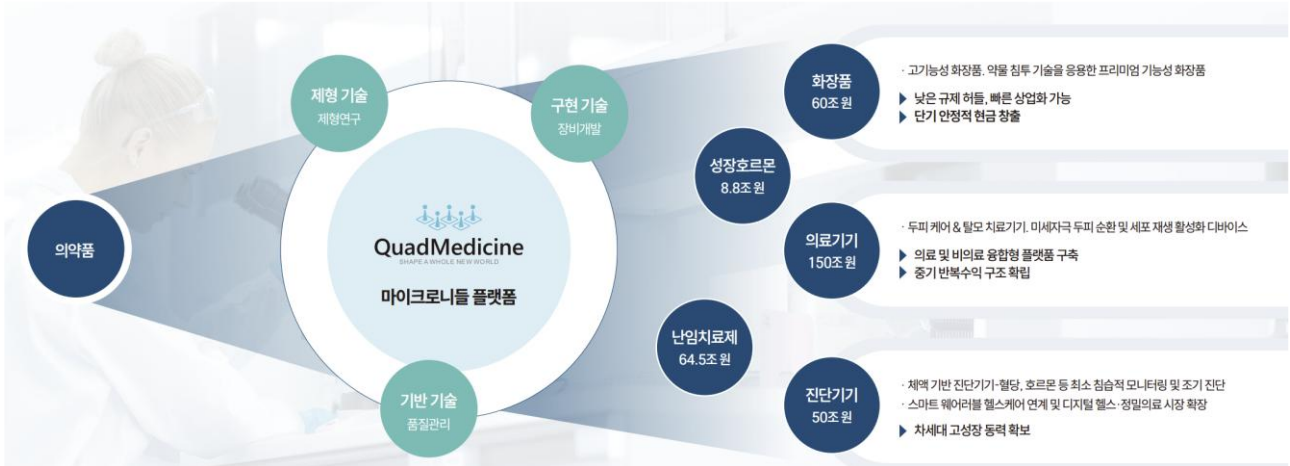 의약품
제형 기술
제형연구
구현 기술
장비개발
QuadMedicine
SHAPE A WHOLE NEW WORLD
마이크로니들 플랫폼
기반 기술
품질관리
성장호르몬
8.8조 원
난임치료제
64.5조 원
화장품
60조 원
· 고기능성 화장품. 약물 침투 기술을 응용한 프리미엄 기능성 화장품
▶ 낮은 규제 허들, 빠른 상업화 가능
▶ 단기 안정적 현금 창출
의료기기
150조 원
· 두피 케어 & 탈모 치료기기. 미세자극 두피 순환 및 세포 재생 활성화 디바이스
▶ 의료 및 비의료 융합형 플랫폼 구축
▶ 중기 반복수익 구조 확립
진단기기
50조 원
· 체액 기반 진단기기-혈당, 호르몬 등 최소 침습적 모니터링 및 조기 진단
· 스마트 웨어러블 헬스케어 연계 및 디지털 헬스·정밀의료 시장 확장
▶ 차세대 고성장 동력 확보